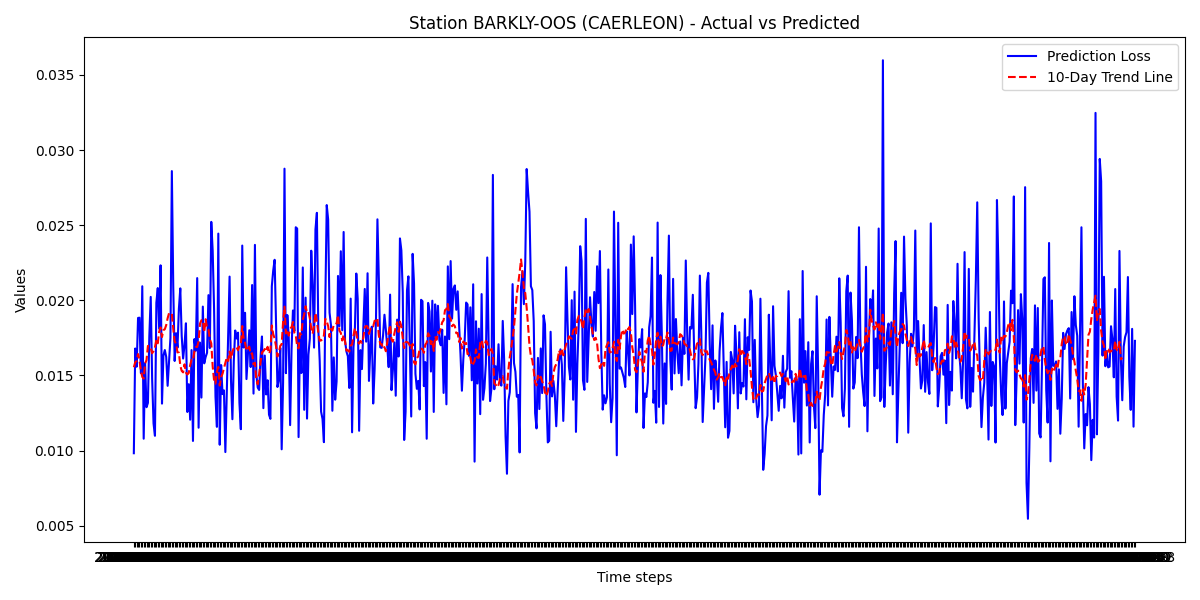 Station BARKLY-OOS (CAERLEON) - Actual vs Predicted
Prediction Loss
10-Day Trend Line
0.035
0.030
0.025
0.020
0.015
0.010
0.005
Values
Time steps